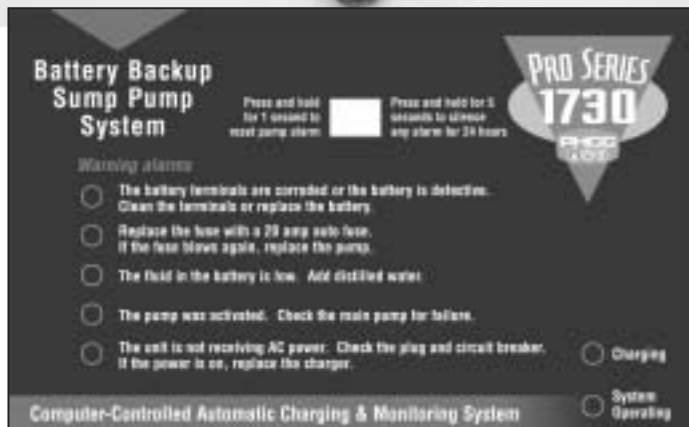 Battery Backup
Sump Pump
System
Press and hold
for 1 second to
reset pump alarm
Press and hold for 5
seconds to silence
any alarm for 24 hours
PRO SERIES
1730
PHCC
Warning alarms
The battery terminals are corroded or the battery is defective.
Clean the terminals or replace the battery.
Replace the fuse with a 20 amp auto fuse.
If the fuse blows again, replace the pump.
The fluid in the battery is low. Add distilled water.
The pump was activated. Check the main pump for failure.
The unit is not receiving AC power. Check the plug and circuit breaker.
If the power is on, replace the charger.
Charging
System
Operating
Computer-Controlled Automatic Charging & Monitoring System